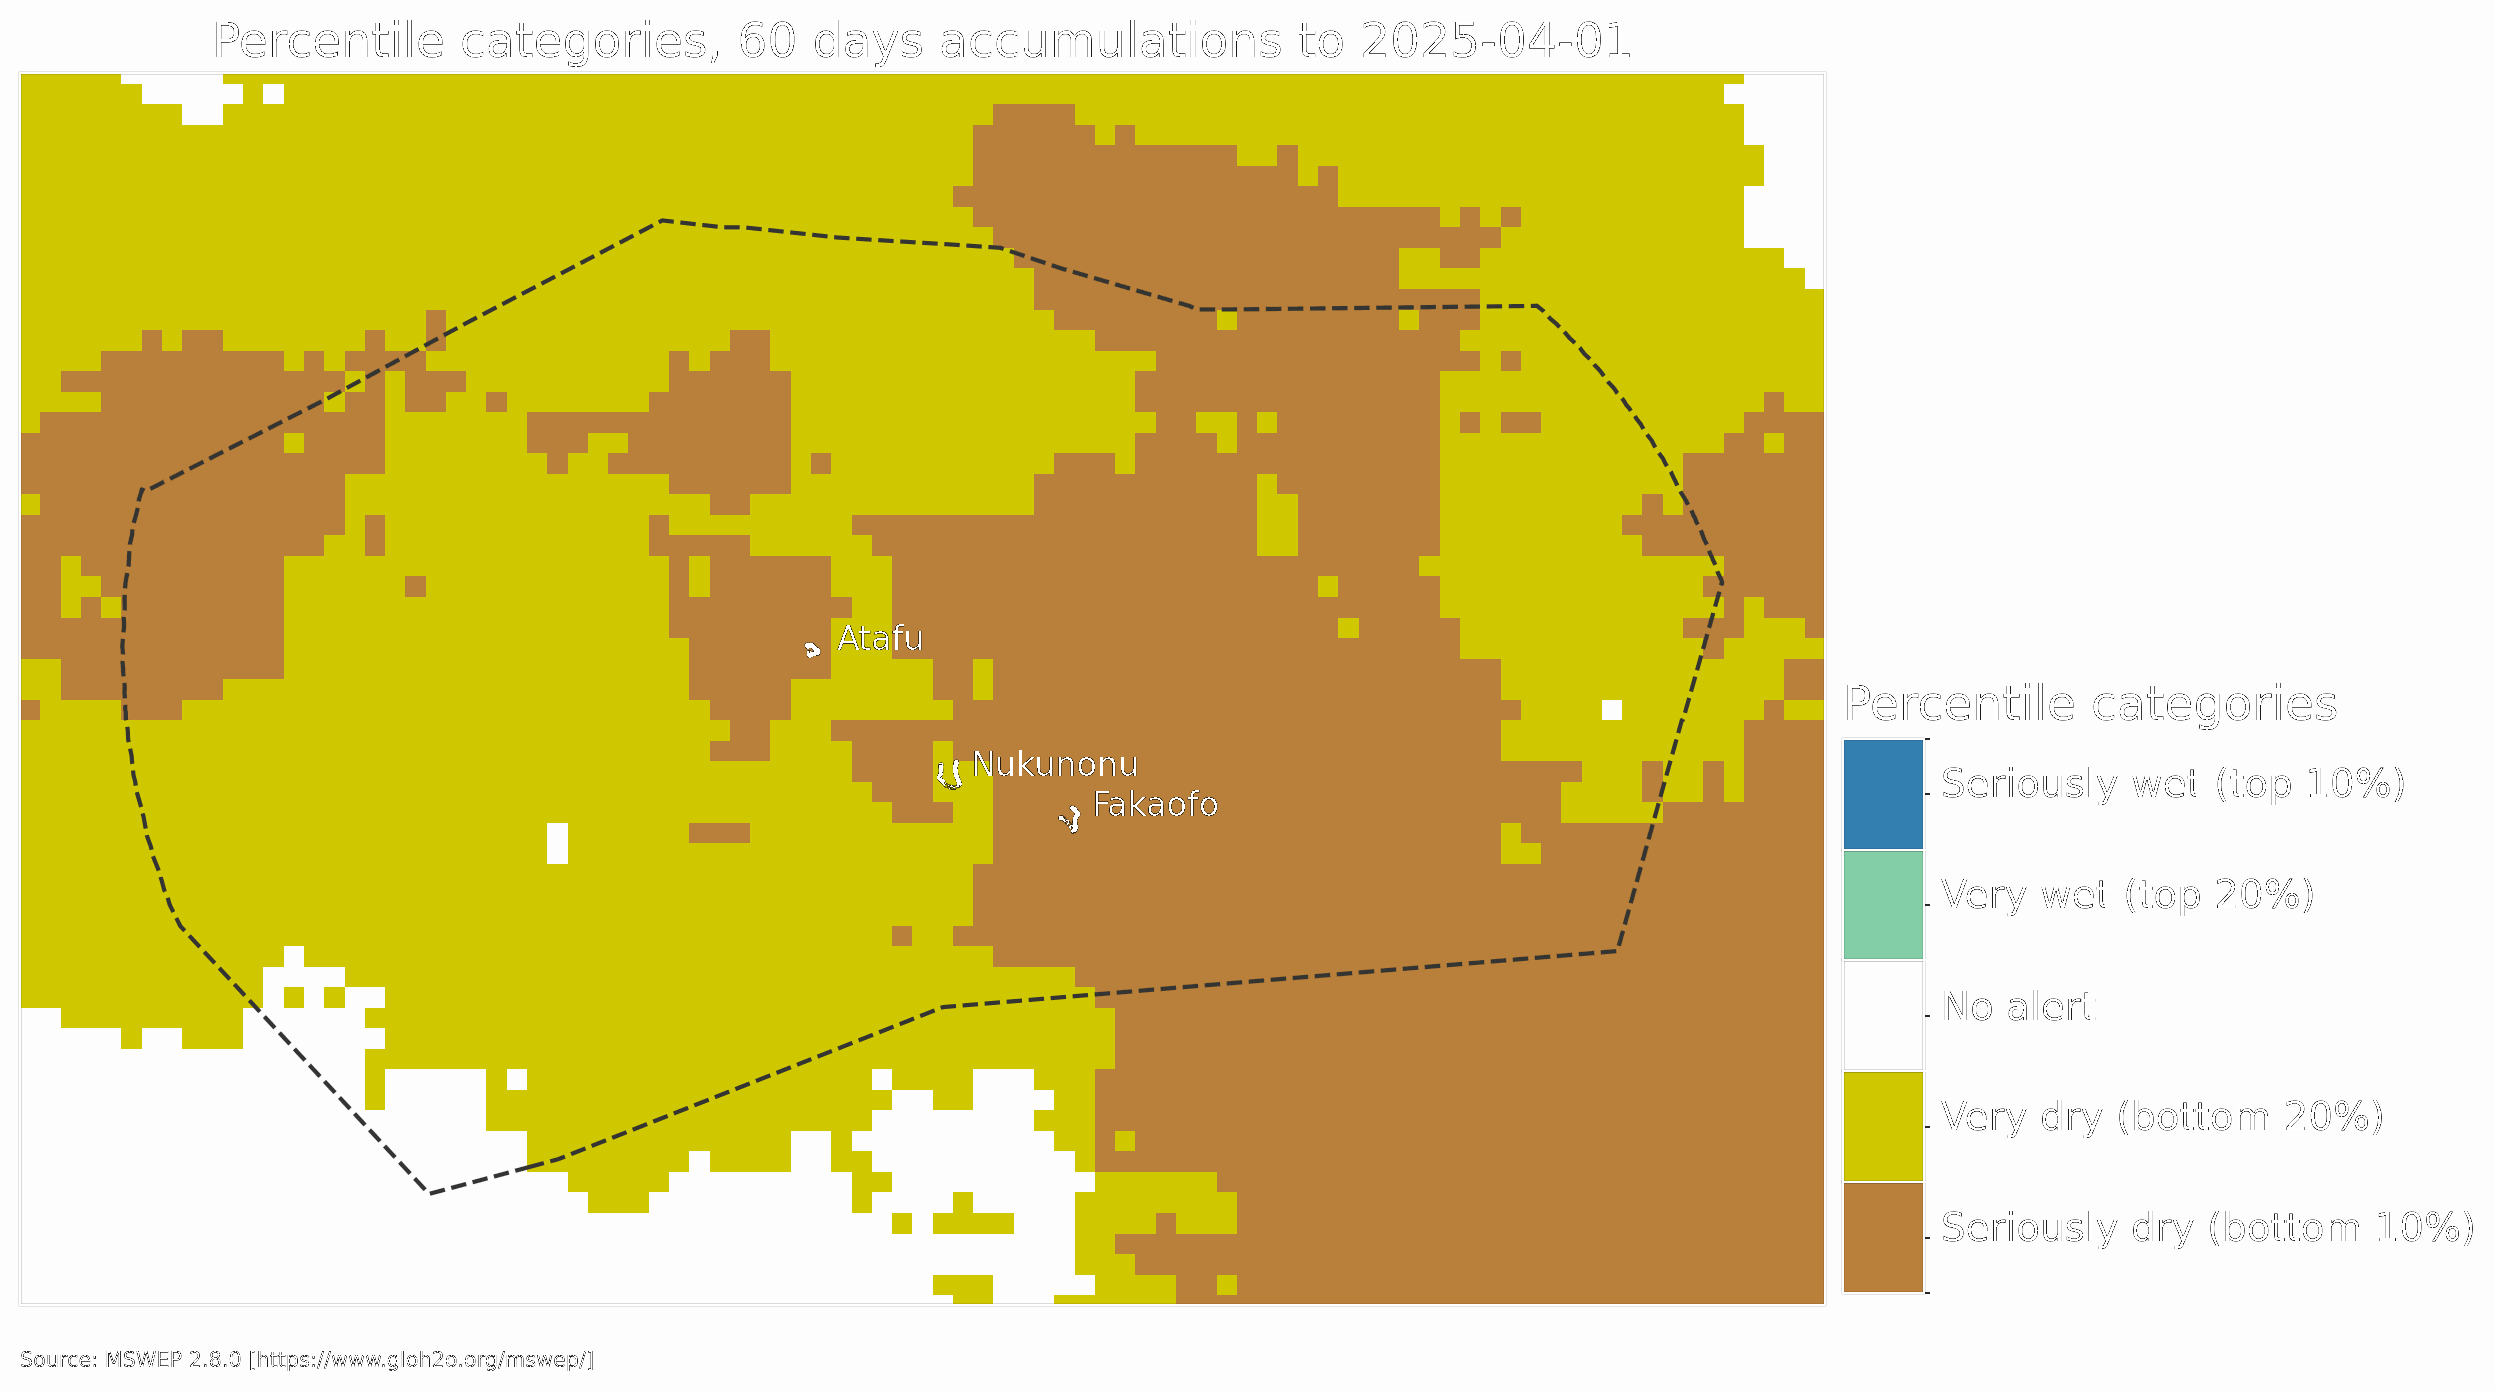 Percentile categories, 60 days accumulations to 2025-04-01
Atafu
Nukunonu
Fakaofo
Percentile categories
Seriously wet (top 10%)
Very wet (top 20%)
No alert
Very dry (bottom 20%)
Seriously dry (bottom 10%)
Source: MSWEP 2.8.0 [https://www.gloh2o.org/mswep/]